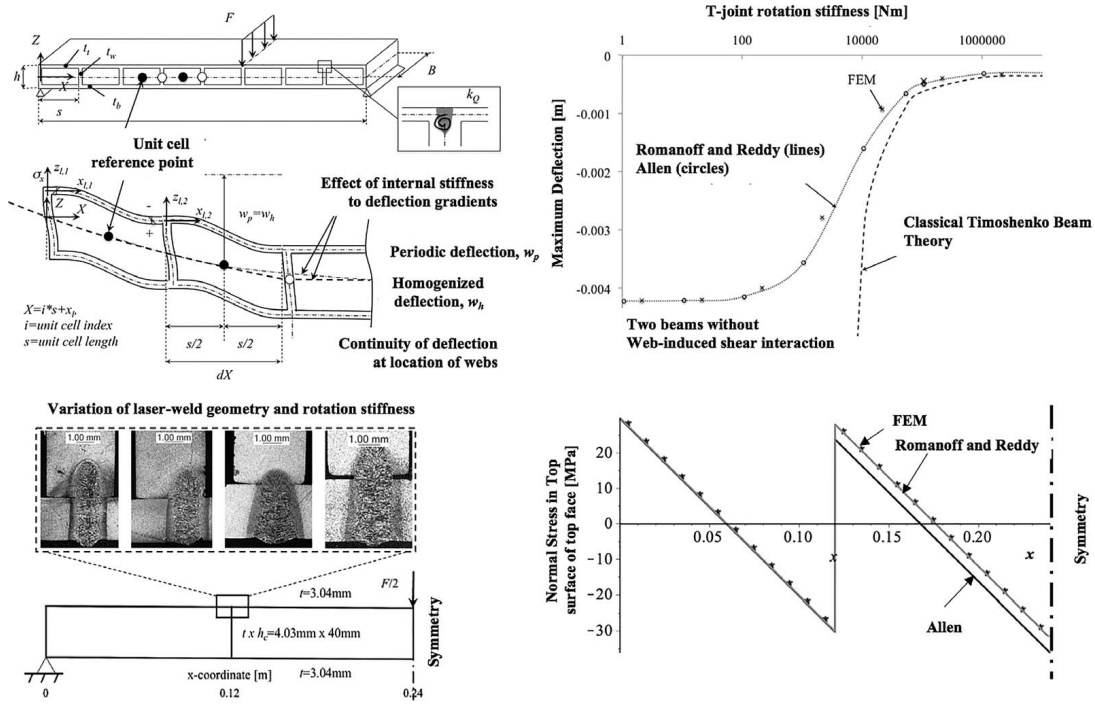 F
Z
t_t
t_w
h
X
B
t_b
s
k_Q
Unit cell
reference point
σ_x
z_{l,1}
x_{l,1}
Z
X
z_{l,2}
-
x_{l,2}
+
w_p=w_h
Effect of internal stiffness
to deflection gradients
Periodic deflection, w_p
Homogenized
deflection, w_h
X=i*s+x_l,
i=unit cell index
s=unit cell length
s/2
s/2
dX
Continuity of deflection
at location of webs
T-joint rotation stiffness [Nm]
1
100
10000
1000000
0
-0.001
-0.002
-0.003
-0.004
Maximum Deflection [m]
FEM
Romanoff and Reddy (lines)
Allen (circles)
Classical Timoshenko Beam
Theory
Two beams without
Web-induced shear interaction
Variation of laser-weld geometry and rotation stiffness
1.00 mm
1.00 mm
1.00 mm
1.00 mm
F/2
t=3.04mm
t x h_c=4.03mm x 40mm
t=3.04mm
Symmetry
x-coordinate [m]
0
0.12
0.24
Normal Stress in Top
surface of top face [MPa]
20
10
0
-10
-20
-30
0.05
0.10
0.15
0.20
x
x
FEM
Romanoff and Reddy
Allen
Symmetry